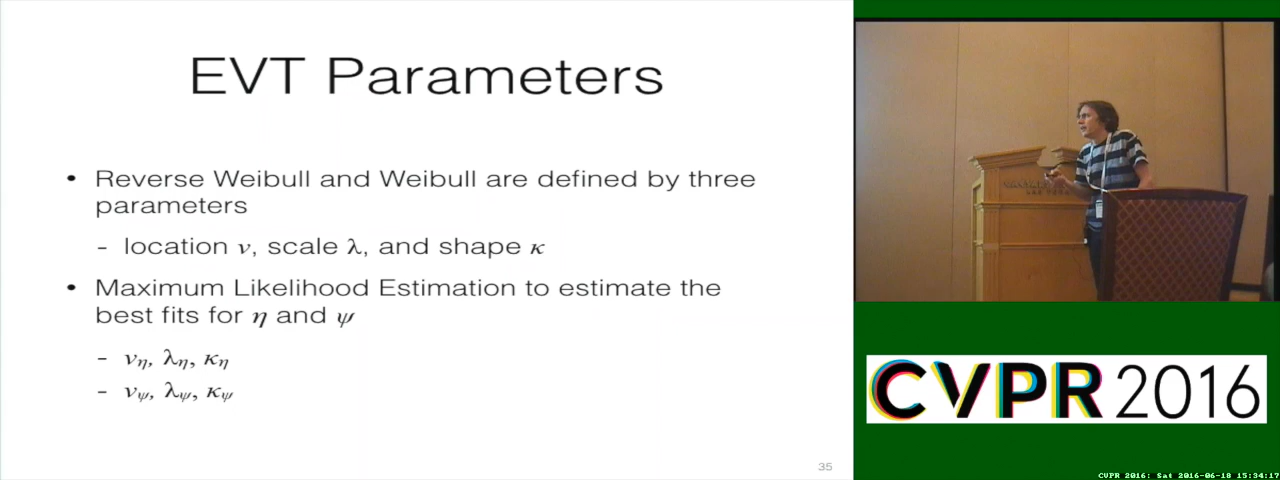 EVT Parameters
• Reverse Weibull and Weibull are defined by three
parameters
- location ν, scale λ, and shape κ
• Maximum Likelihood Estimation to estimate the
best fits for η and ψ
- νη, λη, κη
- νψ, λψ, κψ
35
CVPR 2016
CVPR 2016: Sat 2016-06-18 15:34:17